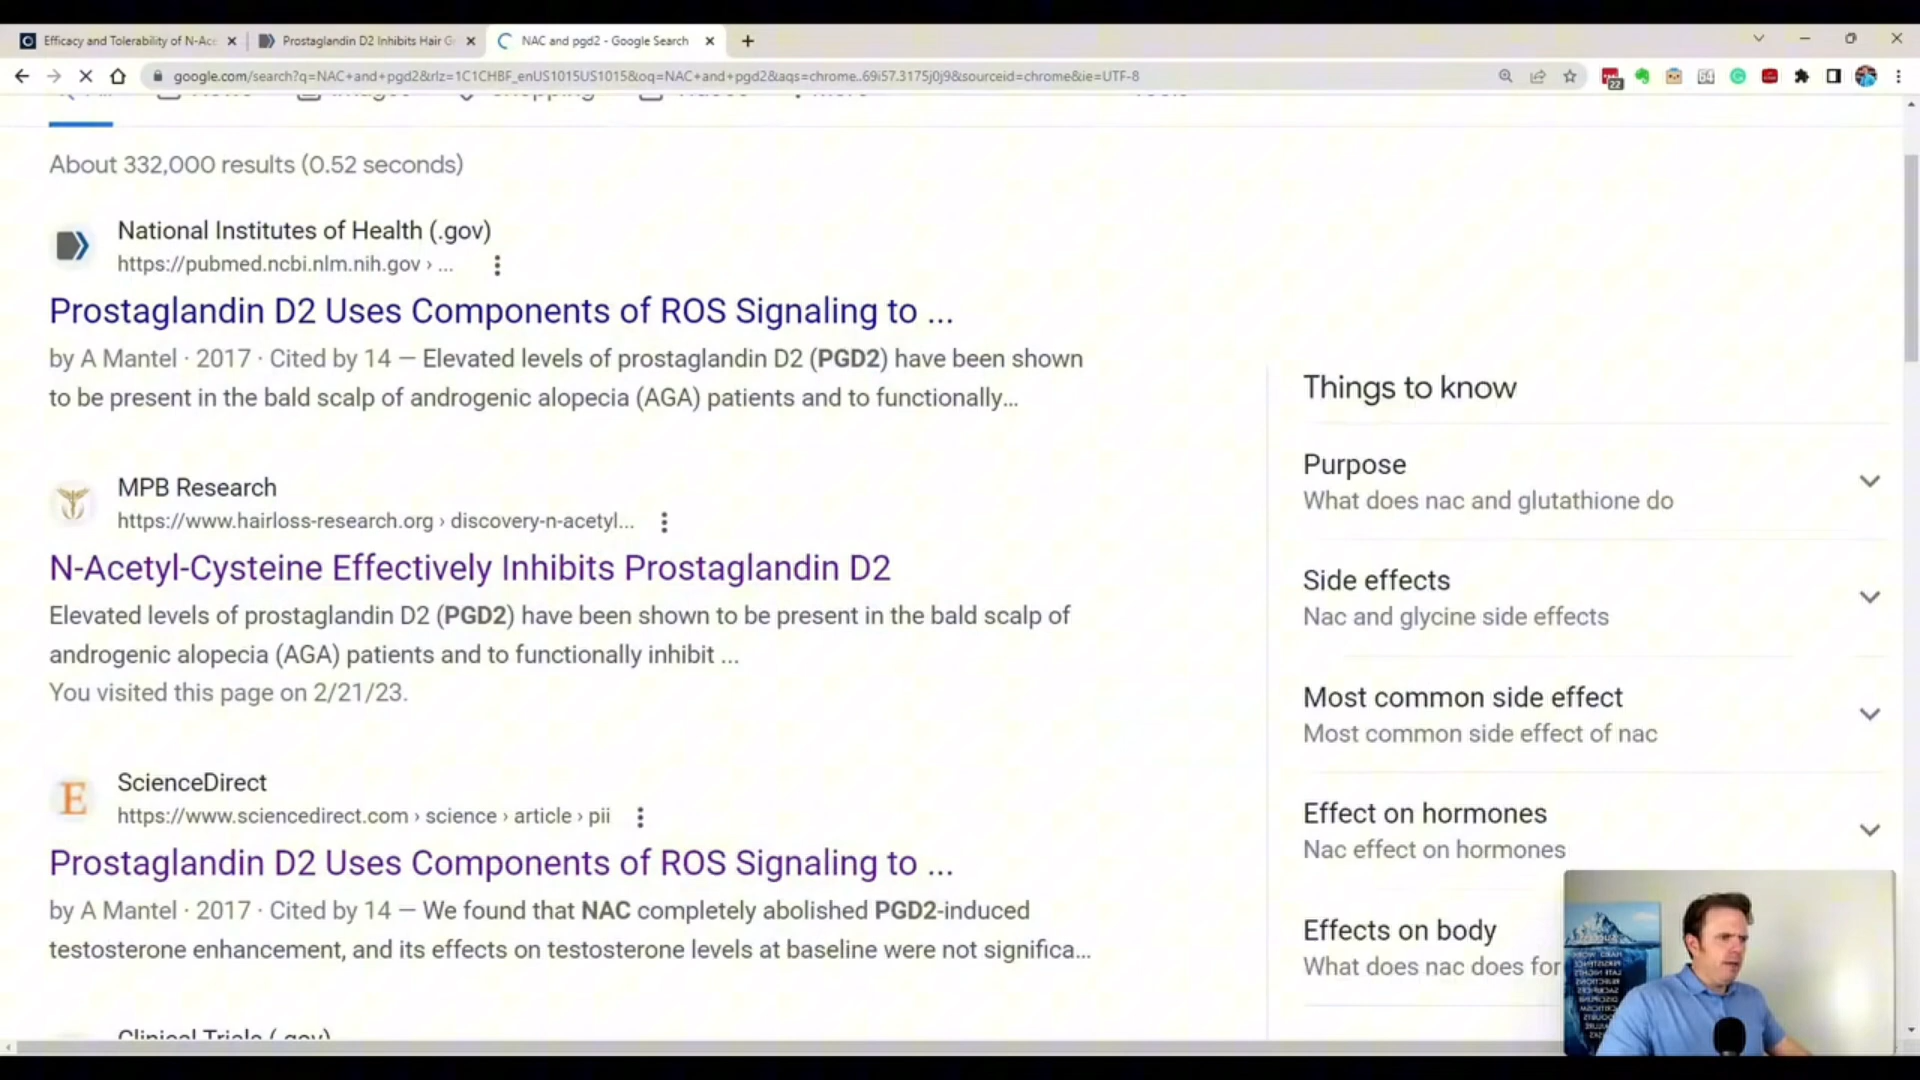 Efficacy and Tolerability of N-Ace
Prostaglandin D2 Inhibits Hair G
NAC and pgd2 - Google Search
google.com/search?q=NAC+and+pgd2&rlz=1C1CHBF_enUS1015US1015&oq=NAC+and+pgd2&aqs=chrome..69i57.3175j0j9&sourceid=chrome&ie=UTF-8
22
About 332,000 results (0.52 seconds)
National Institutes of Health (.gov)
https://pubmed.ncbi.nlm.nih.gov › ...
Prostaglandin D2 Uses Components of ROS Signaling to ...
by A Mantel · 2017 · Cited by 14 — Elevated levels of prostaglandin D2 (PGD2) have been shown
to be present in the bald scalp of androgenic alopecia (AGA) patients and to functionally...
MPB Research
https://www.hairloss-research.org › discovery-n-acetyl...
N-Acetyl-Cysteine Effectively Inhibits Prostaglandin D2
Elevated levels of prostaglandin D2 (PGD2) have been shown to be present in the bald scalp of
androgenic alopecia (AGA) patients and to functionally inhibit ...
You visited this page on 2/21/23.
ScienceDirect
https://www.sciencedirect.com › science › article › pii
Prostaglandin D2 Uses Components of ROS Signaling to ...
by A Mantel · 2017 · Cited by 14 — We found that NAC completely abolished PGD2-induced
testosterone enhancement, and its effects on testosterone levels at baseline were not significa...
Clinical Trials (.gov)
Things to know
Purpose
What does nac and glutathione do
Side effects
Nac and glycine side effects
Most common side effect
Most common side effect of nac
Effect on hormones
Nac effect on hormones
Effects on body
What does nac does for